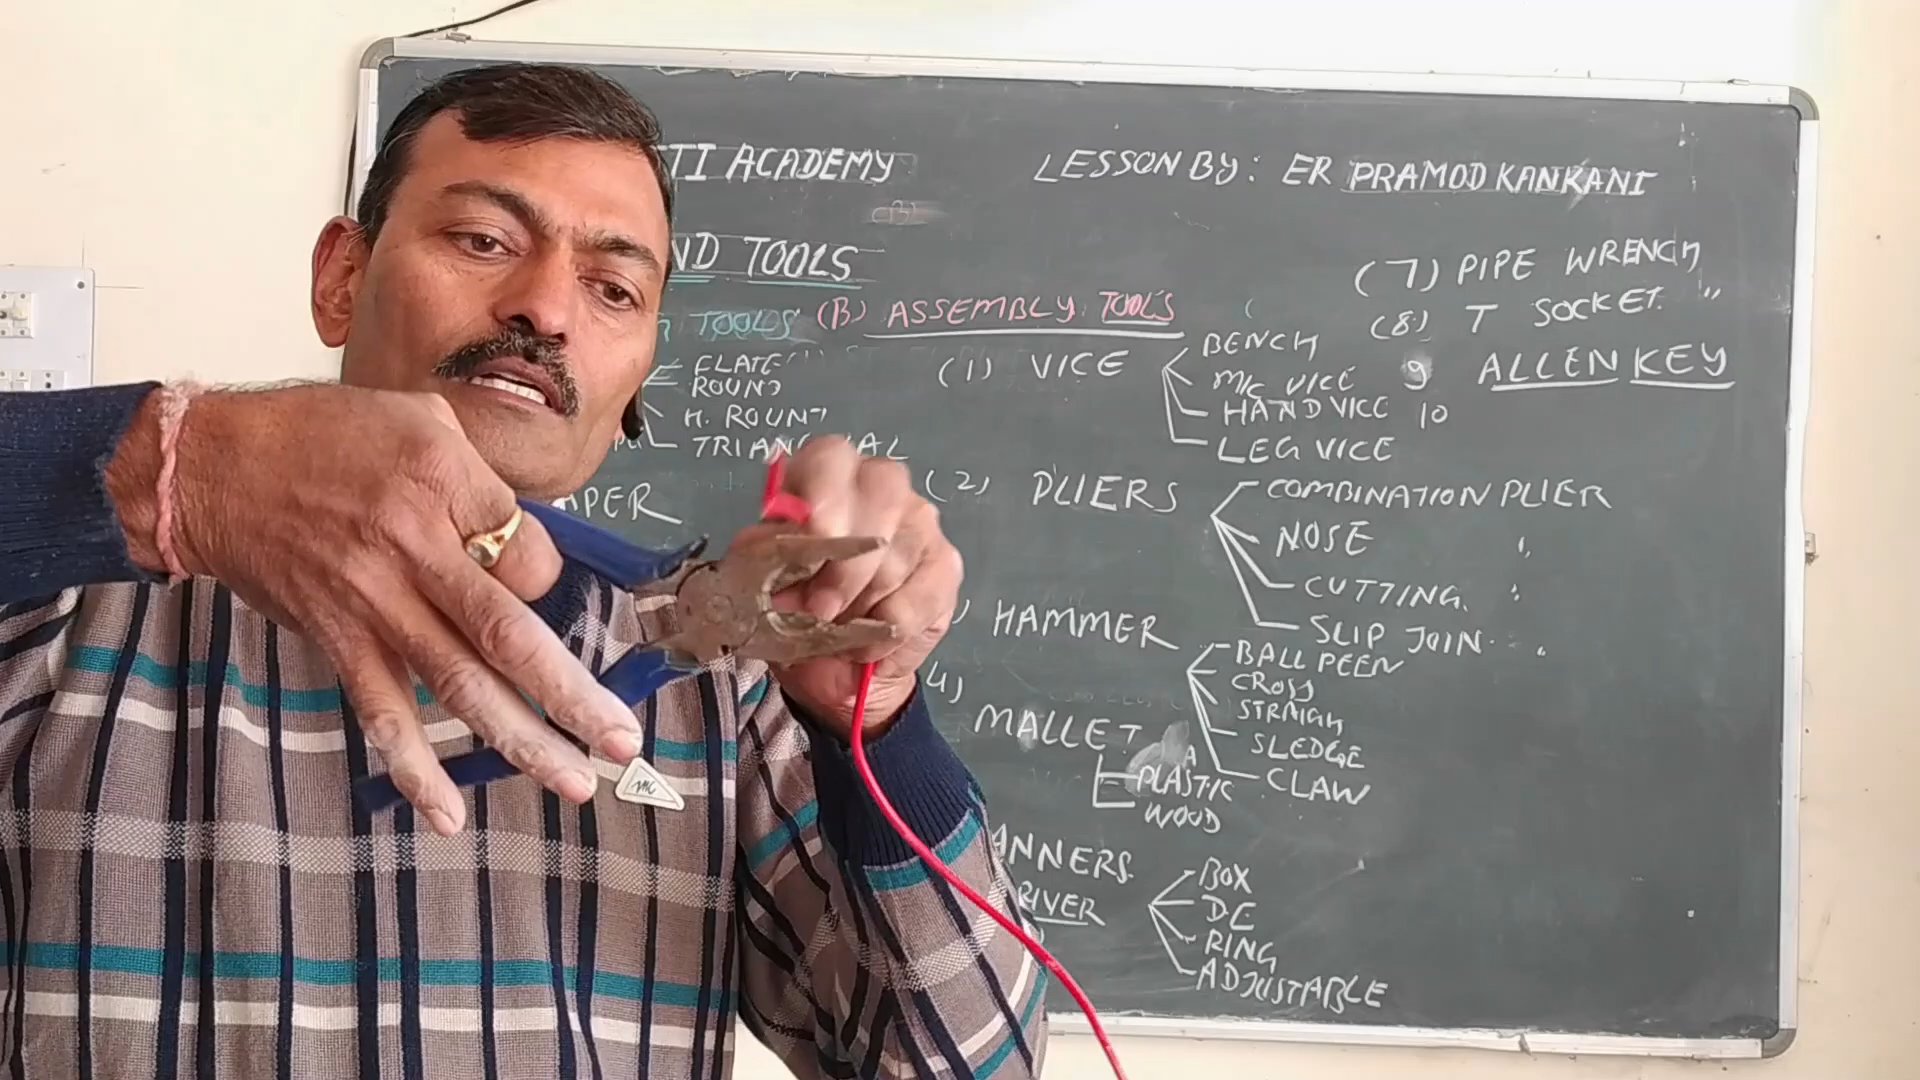 TI ACADEMY LESSON BY: ER PRAMOD KANKANI
ND TOOLS
TOOLS (B) ASSEMBLY TOOLS
FLATE
ROUND
H. ROUN
TRIAN AL
APER
(1) VICE
BENCH
M/C VICE
HAND VICE
LEG VICE
(2) PLIERS
COMBINATION PLIER
NOSE "
CUTTING "
SLIP JOIN "
) HAMMER
BALL PEEN
CROSS
STRAIGH
SLEDGE
CLAW
4)
MALLET
PLASTIC
WOOD
ANNERS
RIVER
BOX
DE
RING
ADJUSTABLE
(7) PIPE WRENCH
(8) T SOCKET "
9 ALLEN KEY
10